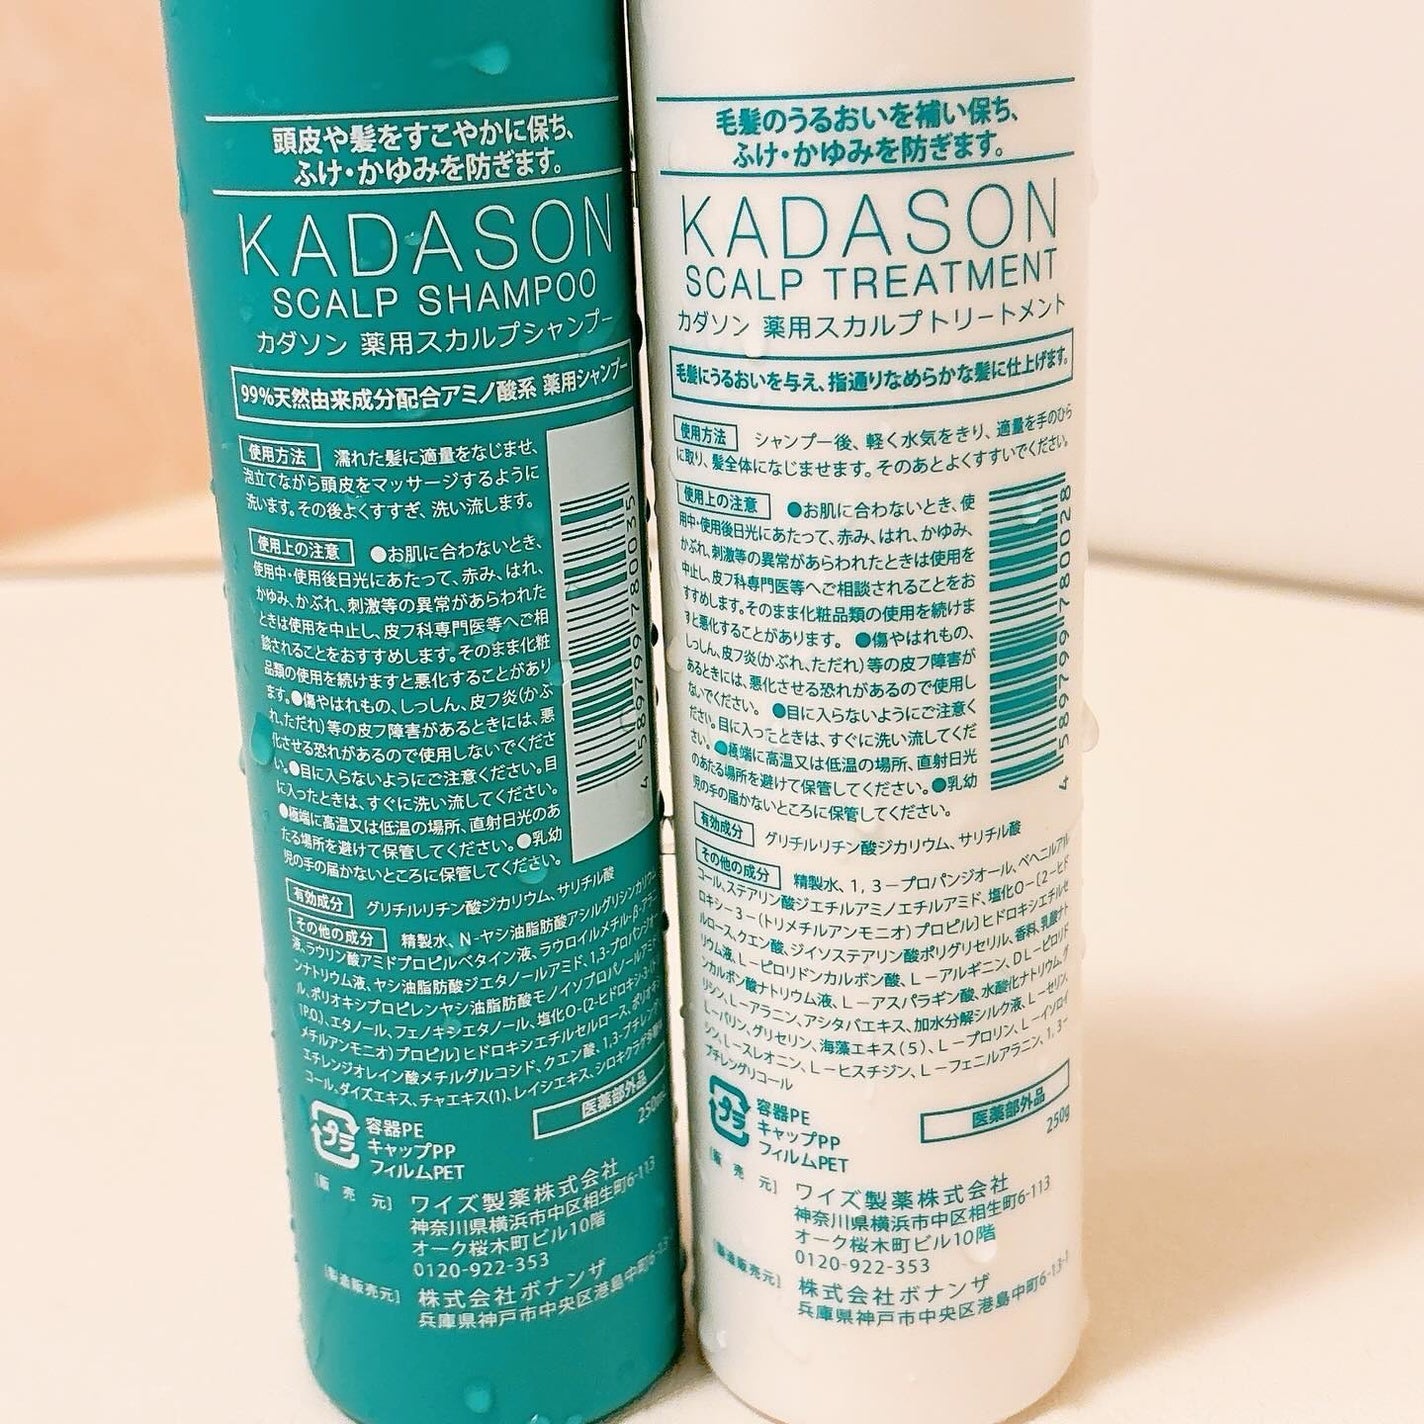 頭皮や髪をすこやかに保ち、
ふけ・かゆみを防ぎます。
KADASON
SCALP SHAMPOO
カダソン 薬用スカルプシャンプー
99%天然由来成分配合アミノ酸系 薬用シャンプー
使用方法 濡れた髪に適量をなじませ、
泡立てながら頭皮をマッサージするように
洗います。その後よくすすぎ、洗い流します。
使用上の注意 ●お肌に合わないとき、
使用中・使用後日光にあたって、赤み、はれ、
かゆみ、かぶれ、刺激等の異常があらわれた
ときは使用を中止し、皮フ科専門医等へご相
談されることをおすすめします。そのまま化粧
品類の使用を続けますと悪化することがあり
ます。●傷やはれもの、しっしん、皮フ炎(かぶ
れ、ただれ)等の皮フ障害があるときには、悪
化させる恐れがあるので使用しないでくださ
い。●目に入らないようにご注意ください。目
に入ったときは、すぐに洗い流してください。
●極端に高温又は低温の場所、直射日光のあ
たる場所を避けて保管してください。●乳幼
児の手の届かないところに保管してください。
4 589799 780035
有効成分 グリチルリチン酸ジカリウム、サリチル酸
その他の成分 精製水、N-ヤシ油脂肪酸アシルグリシンカリウム
液、ラウリン酸アミドプロピルベタイン液、ラウロイルメチル-β-アラニ
ンナトリウム液、ヤシ油脂肪酸ジエタノールアミド、1,3-プロパンジオー
ル、ポリオキシプロピレンヤシ油脂肪酸モノイソプロパノールアミド
(P.O.)、エタノール、フェノキシエタノール、塩化O-[2-ヒドロキシ-3-(トリ
メチルアンモニオ)プロピル]ヒドロキシエチルセルロース、ポリオキシ
エチレンジオレイン酸メチルグルコシド、クエン酸、1,3-ブチレングリ
コール、ダイズエキス、チャエキス(1)、レイシエキス、シロキクラゲ多糖体
医薬部外品
250mL
プラ
容器PE
キャップPP
フィルムPET
[販売元] ワイズ製薬株式会社
神奈川県横浜市中区相生町6-113
オーク桜木町ビル10階
0120-922-353
[製造販売元] 株式会社ボナンザ
兵庫県神戸市中央区港島中町6-13-
毛髪のうるおいを補い保ち、
ふけ・かゆみを防ぎます。
KADASON
SCALP TREATMENT
カダソン 薬用スカルプトリートメント
毛髪にうるおいを与え、指通りなめらかな髪に仕上げます。
使用方法 シャンプー後、軽く水気をきり、適量を手のひら
に取り、髪全体になじませます。そのあとよくすすいでください。
使用上の注意 ●お肌に合わないとき、使
用中・使用後日光にあたって、赤み、はれ、かゆみ、
かぶれ、刺激等の異常があらわれたときは使用を
中止し、皮フ科専門医等へご相談されることをお
すすめします。そのまま化粧品類の使用を続けま
すと悪化することがあります。 ●傷やはれもの、
しっしん、皮フ炎(かぶれ、ただれ)等の皮フ障害が
あるときには、悪化させる恐れがあるので使用し
ないでください。 ●目に入らないようにご注意く
ださい。目に入ったときは、すぐに洗い流してくだ
さい。●極端に高温又は低温の場所、直射日光
のあたる場所を避けて保管してください。●乳幼
児の手の届かないところに保管してください。
4 589799 780028
有効成分 グリチルリチン酸ジカリウム、サリチル酸
その他の成分 精製水、1,3-プロパンジオール、ベヘニルアル
コール、ステアリン酸ジエチルアミノエチルアミド、塩化O-[2-ヒド
ロキシ-3-(トリメチルアンモニオ)プロピル]ヒドロキシエチルセ
ルロース、クエン酸、ジイソステアリン酸ポリグリセリル、香料、乳酸ナト
リウム液、L-ピロリドンカルボン酸、L-アルギニン、DL-ピロリド
ンカルボン酸ナトリウム液、L-アスパラギン酸、水酸化ナトリウム、グ
リシン、L-アラニン、アシタバエキス、加水分解シルク液、L-セリン、
L-バリン、グリセリン、海藻エキス(5)、L-プロリン、L-イソロイ
シン、L-スレオニン、L-ヒスチジン、L-フェニルアラニン、1,3-
ブチレングリコール
医薬部外品
250g
プラ
容器PE
キャップPP
フィルムPET
[販売元] ワイズ製薬株式会社
神奈川県横浜市中区相生町6-113
オーク桜木町ビル10階
0120-922-353
[製造販売元] 株式会社ボナンザ
兵庫県神戸市中央区港島中町6-13-1